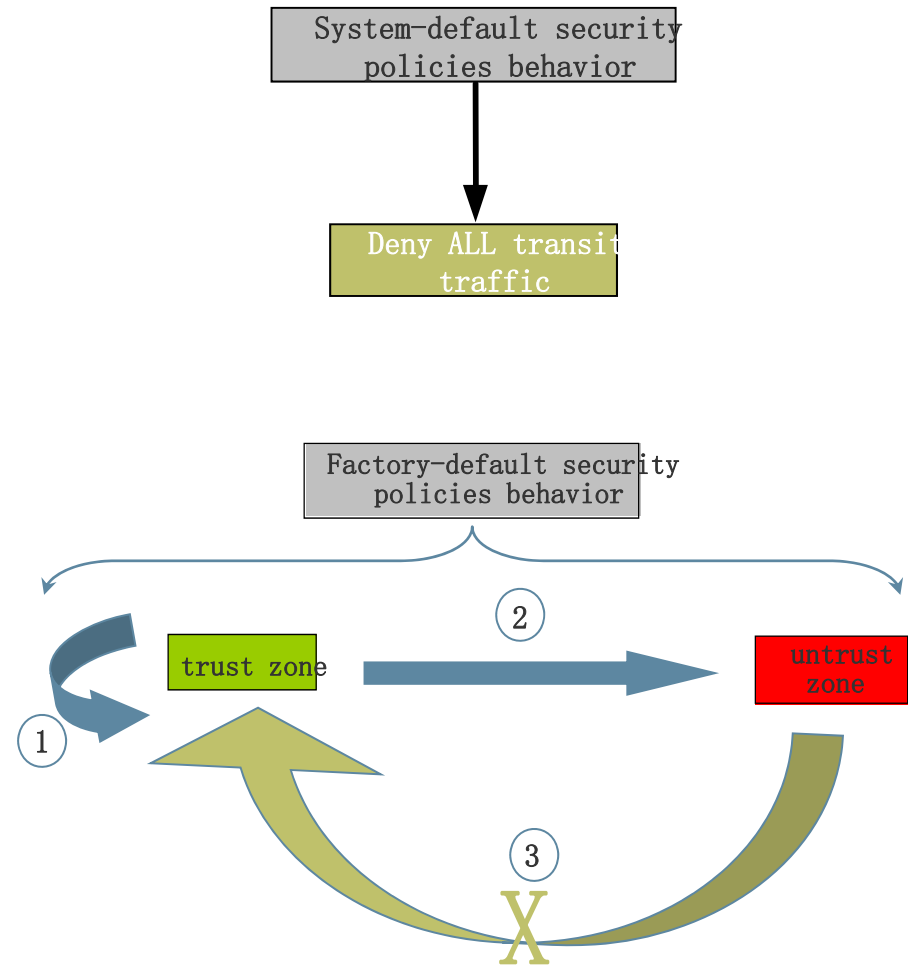 System-default security
policies behavior
Deny ALL transit
traffic
Factory-default security
policies behavior
2
trust zone
untrust
zone
1
3
X